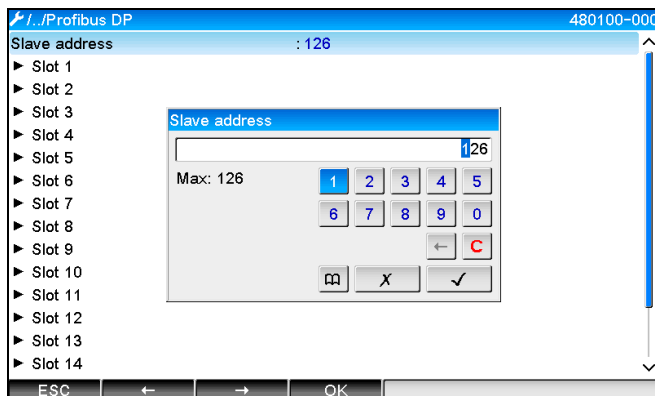 /../Profibus DP 480100-000
Slave address : 126
► Slot 1
► Slot 2
► Slot 3
► Slot 4
► Slot 5
► Slot 6
► Slot 7
► Slot 8
► Slot 9
► Slot 10
► Slot 11
► Slot 12
► Slot 13
► Slot 14
Slave address
126
Max: 126
1 2 3 4 5
6 7 8 9 0
← C
✗ ✓
ESC ← → OK